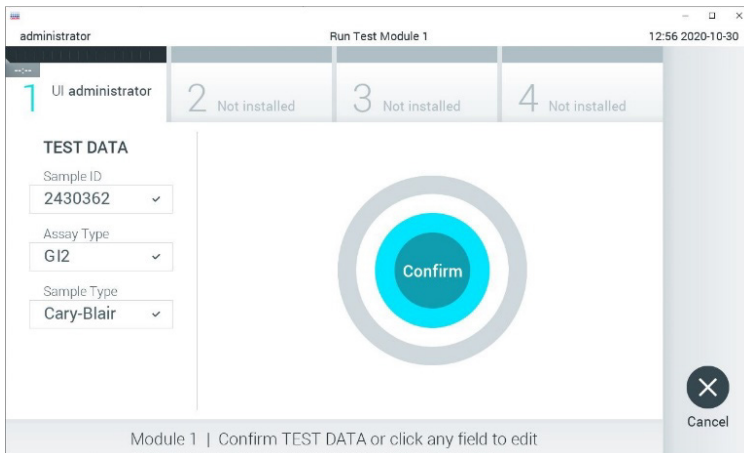 administrator Run Test Module 1 12:56 2020-10-30
--:--
1 UI administrator 2 Not installed 3 Not installed 4 Not installed
TEST DATA
Sample ID
2430362
Assay Type
GI2
Sample Type
Cary-Blair
Confirm
Cancel
Module 1 | Confirm TEST DATA or click any field to edit